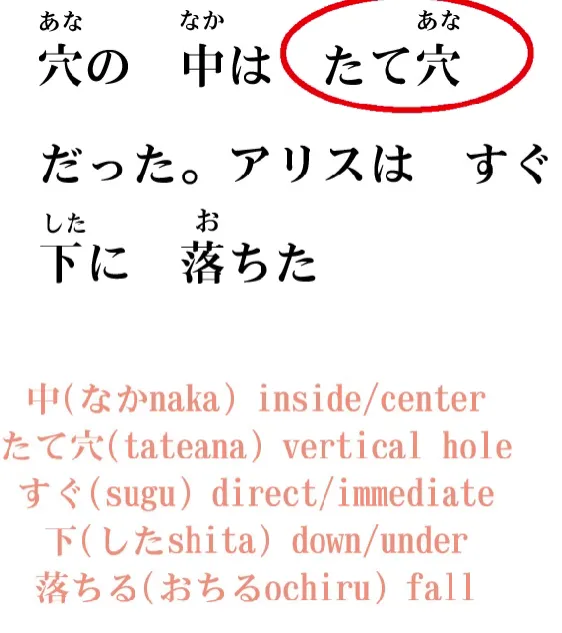 あな なか あな
穴の 中は たて穴
だった。アリスは すぐ
した お
下に 落ちた
中(なかnaka) inside/center
たて穴(tateana) vertical hole
すぐ(sugu) direct/immediate
下(したshita) down/under
落ちる(おちるochiru) fall